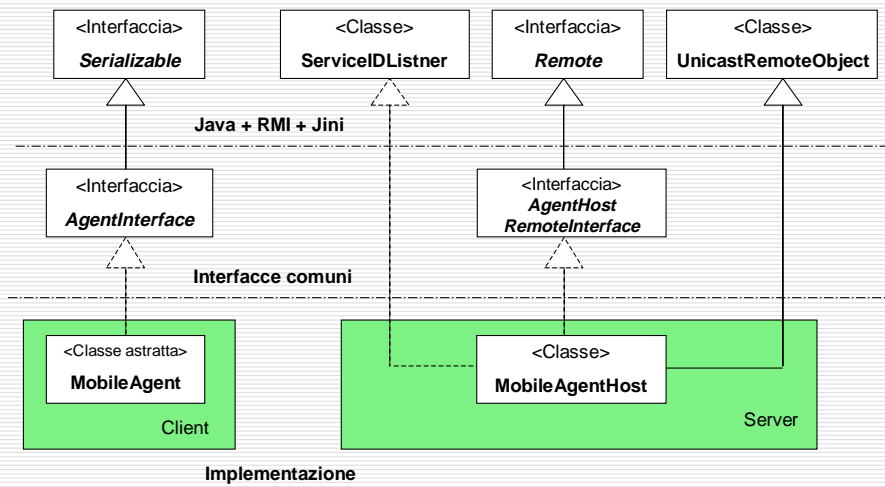 <Interfaccia>
Serializable
<Classe>
ServiceIDListner
<Interfaccia>
Remote
<Classe>
UnicastRemoteObject
Java + RMI + Jini
<Interfaccia>
AgentInterface
<Interfaccia>
AgentHost
RemoteInterface
Interfacce comuni
<Classe astratta>
MobileAgent
Client
<Classe>
MobileAgentHost
Server
Implementazione